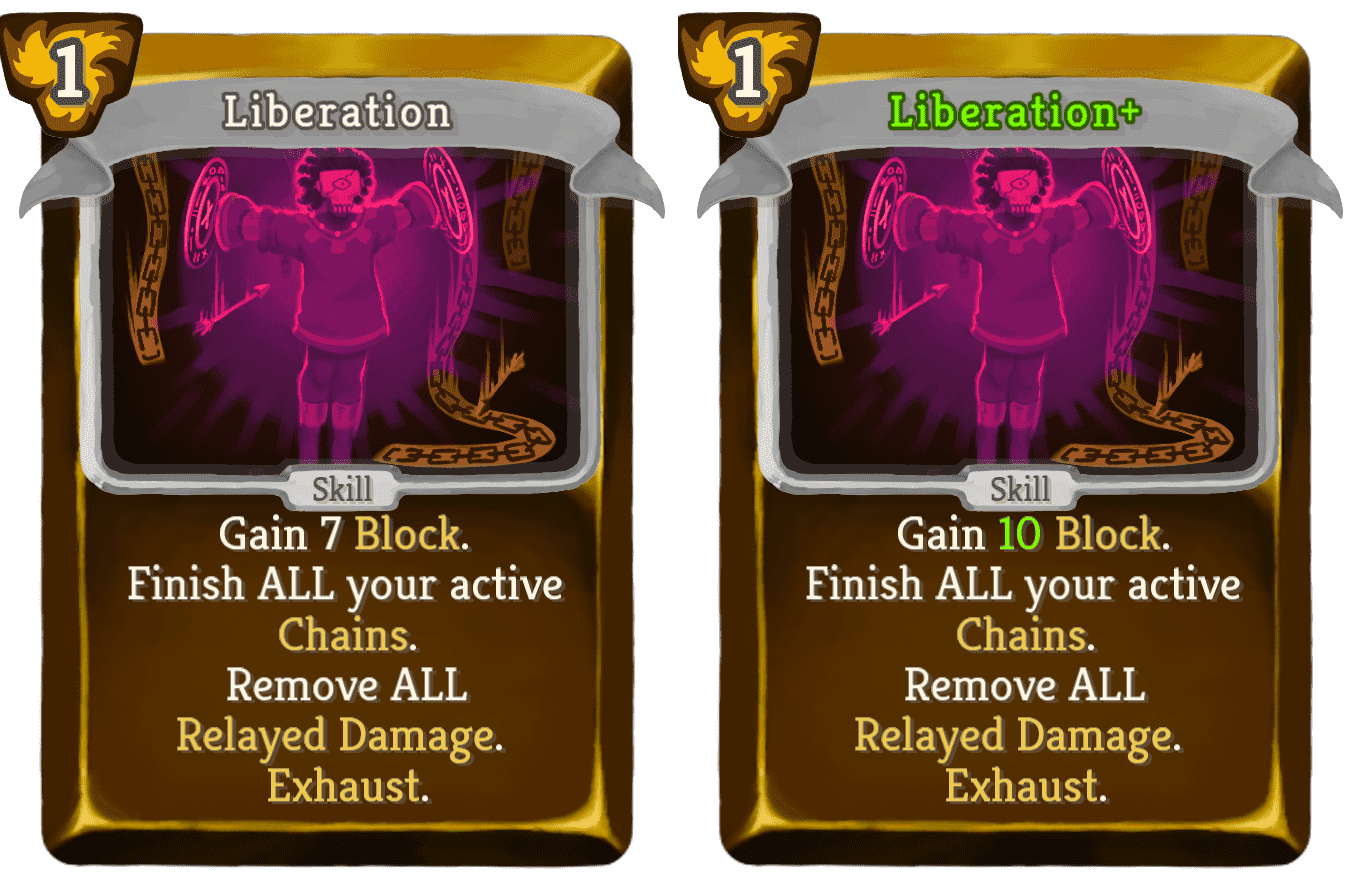 1
Liberation
Skill
Gain 7 Block.
Finish ALL your active
Chains.
Remove ALL
Relayed Damage.
Exhaust.
1
Liberation+
Skill
Gain 10 Block.
Finish ALL your active
Chains.
Remove ALL
Relayed Damage.
Exhaust.